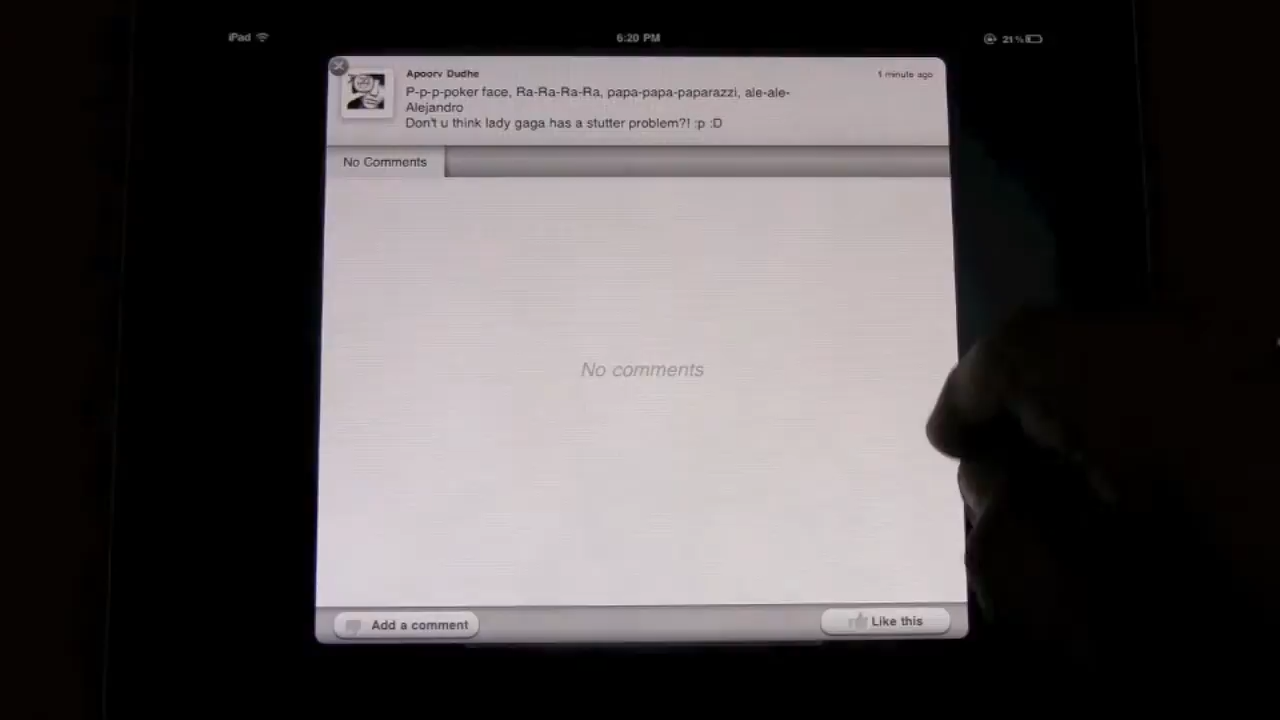 iPad
6:20 PM
21%
Apoorv Dudhe
1 minute ago
P-p-p-poker face, Ra-Ra-Ra-Ra, papa-papa-paparazzi, ale-ale-
Alejandro
Don't u think lady gaga has a stutter problem?! :p :D
No Comments
No comments
Add a comment
Like this